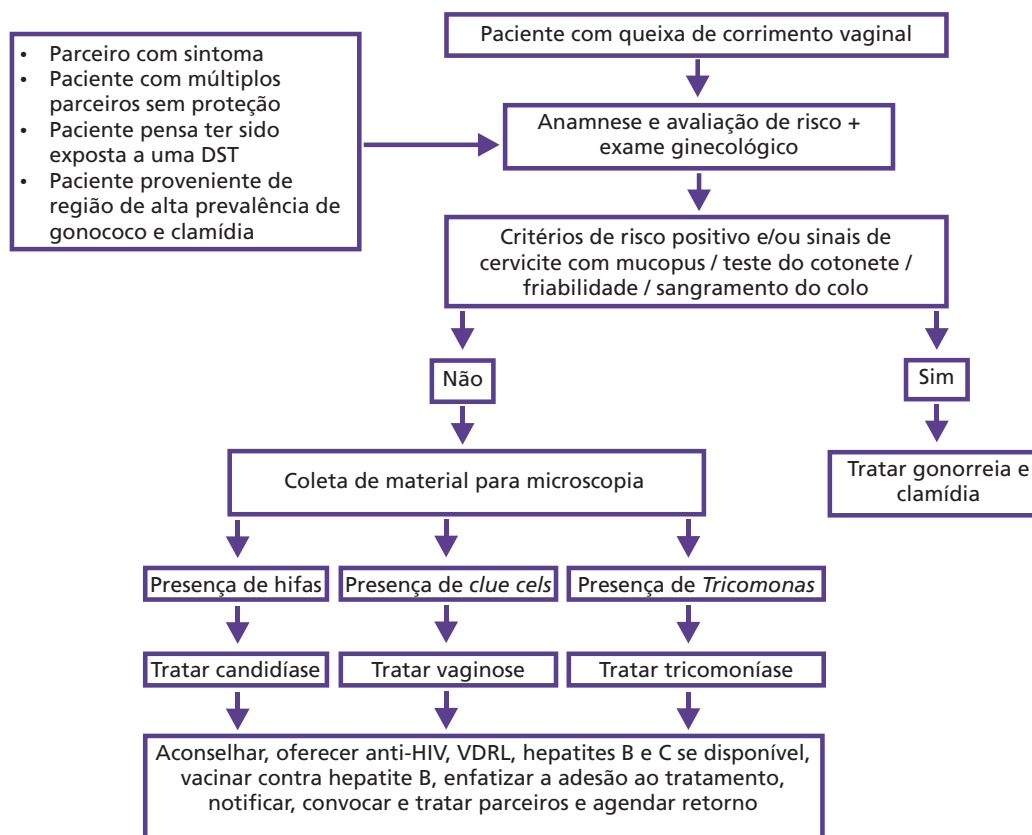 • Parceiro com sintoma
• Paciente com múltiplos
parceiros sem proteção
• Paciente pensa ter sido
exposta a uma DST
• Paciente proveniente de
região de alta prevalência de
gonococo e clamídia
Paciente com queixa de corrimento vaginal
Anamnese e avaliação de risco +
exame ginecológico
Critérios de risco positivo e/ou sinais de
cervicite com mucopus / teste do cotonete /
friabilidade / sangramento do colo
Não
Sim
Coleta de material para microscopia
Tratar gonorreia e
clamídia
Presença de hifas
Presença de clue cels
Presença de Tricomonas
Tratar candidíase
Tratar vaginose
Tratar tricomoníase
Aconselhar, oferecer anti-HIV, VDRL, hepatites B e C se disponível,
vacinar contra hepatite B, enfatizar a adesão ao tratamento,
notificar, convocar e tratar parceiros e agendar retorno